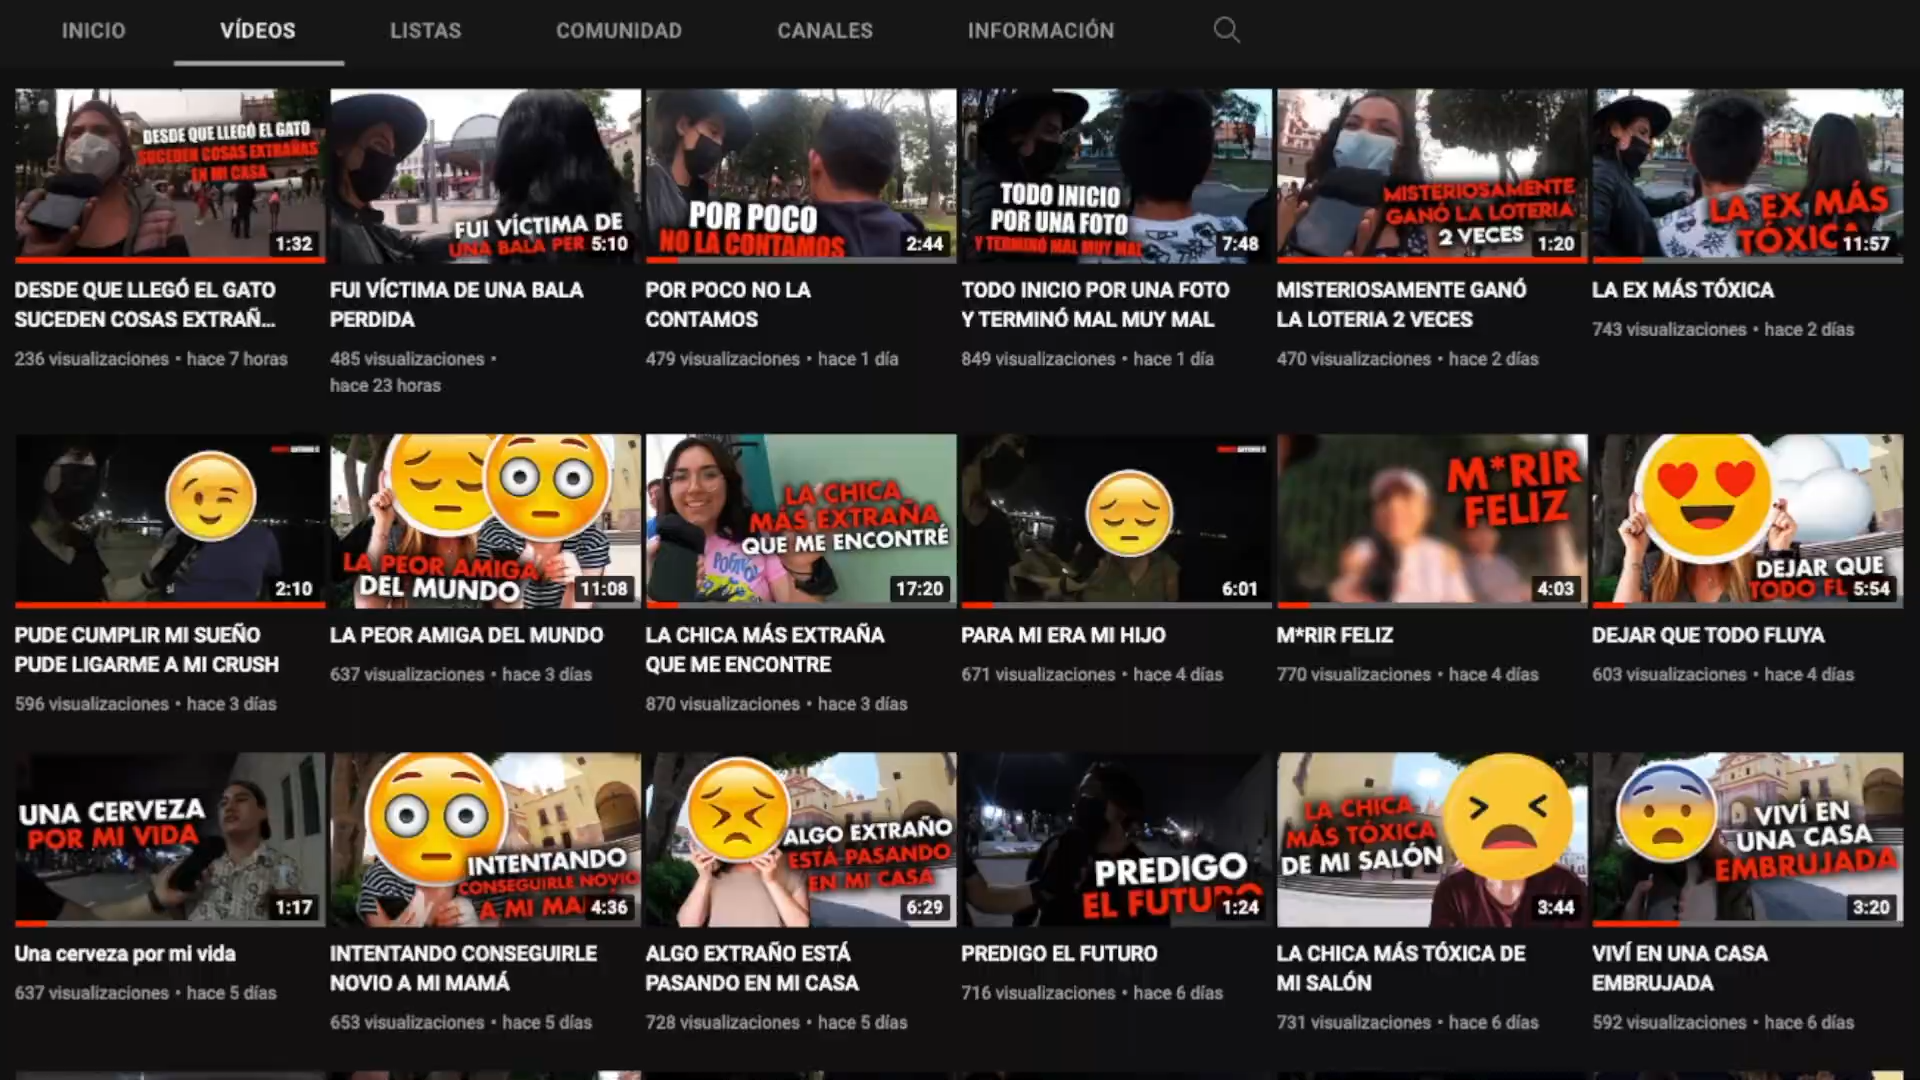 INICIO
VÍDEOS
LISTAS
COMUNIDAD
CANALES
INFORMACIÓN
DESDE QUE LLEGÓ EL GATO
SUCEDEN COSAS EXTRAÑAS
EN MI CASA
1:32
FUI VÍCTIMA DE
UNA BALA PER
5:10
POR POCO
NO LA CONTAMOS
2:44
TODO INICIO
POR UNA FOTO
Y TERMINÓ MAL MUY MAL
7:48
MISTERIOSAMENTE
GANÓ LA LOTERIA
2 VECES
1:20
LA EX MÁS
TÓXICA
11:57
DESDE QUE LLEGÓ EL GATO
SUCEDEN COSAS EXTRAÑ...
236 visualizaciones • hace 7 horas
FUI VÍCTIMA DE UNA BALA
PERDIDA
485 visualizaciones •
hace 23 horas
POR POCO NO LA
CONTAMOS
479 visualizaciones • hace 1 día
TODO INICIO POR UNA FOTO
Y TERMINÓ MAL MUY MAL
849 visualizaciones • hace 1 día
MISTERIOSAMENTE GANÓ
LA LOTERIA 2 VECES
470 visualizaciones • hace 2 días
LA EX MÁS TÓXICA
743 visualizaciones • hace 2 días
2:10
LA PEOR AMIGA
DEL MUNDO
11:08
LA CHICA
MÁS EXTRAÑA
QUE ME ENCONTRÉ
17:20
6:01
M*RIR
FELIZ
4:03
DEJAR QUE
TODO FL
5:54
PUDE CUMPLIR MI SUEÑO
PUDE LIGARME A MI CRUSH
596 visualizaciones • hace 3 días
LA PEOR AMIGA DEL MUNDO
637 visualizaciones • hace 3 días
LA CHICA MÁS EXTRAÑA
QUE ME ENCONTRE
870 visualizaciones • hace 3 días
PARA MI ERA MI HIJO
671 visualizaciones • hace 4 días
M*RIR FELIZ
770 visualizaciones • hace 4 días
DEJAR QUE TODO FLUYA
603 visualizaciones • hace 4 días
UNA CERVEZA
POR MI VIDA
1:17
INTENTANDO
CONSEGUIRLE NOVIO
A MI MA
4:36
ALGO EXTRAÑO
ESTÁ PASANDO
EN MI CASA
6:29
PREDIGO
EL FUTURO
1:24
LA CHICA
MÁS TÓXICA
DE MI SALÓN
3:44
VIVÍ EN
UNA CASA
EMBRUJADA
3:20
Una cerveza por mi vida
637 visualizaciones • hace 5 días
INTENTANDO CONSEGUIRLE
NOVIO A MI MAMÁ
653 visualizaciones • hace 5 días
ALGO EXTRAÑO ESTÁ
PASANDO EN MI CASA
728 visualizaciones • hace 5 días
PREDIGO EL FUTURO
716 visualizaciones • hace 6 días
LA CHICA MÁS TÓXICA DE
MI SALÓN
731 visualizaciones • hace 6 días
VIVÍ EN UNA CASA
EMBRUJADA
592 visualizaciones • hace 6 días